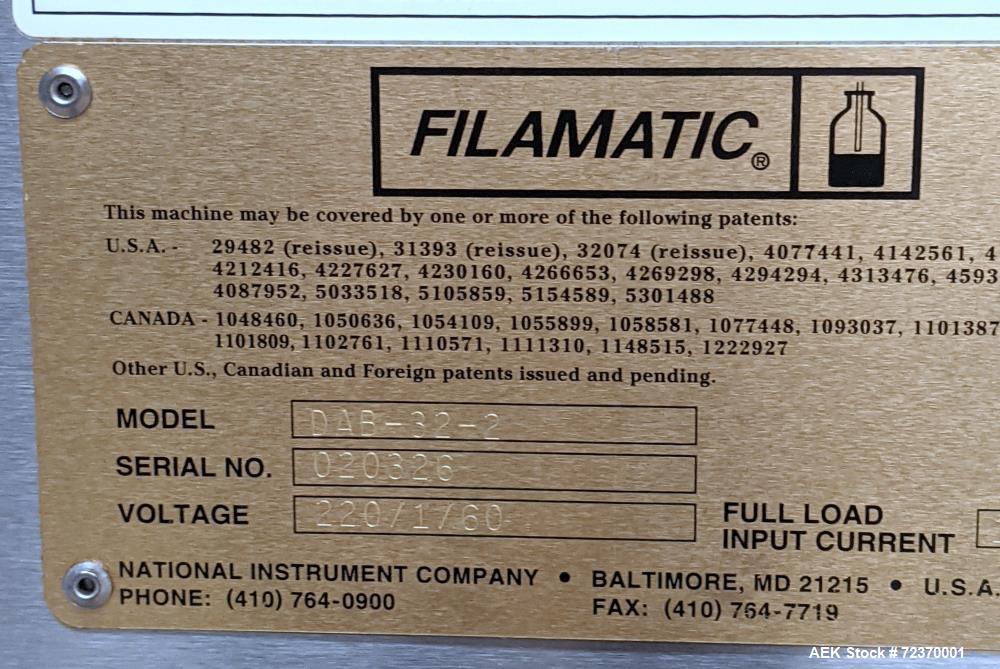 FILAMATIC®
This machine may be covered by one or more of the following patents:
U.S.A. - 29482 (reissue), 31393 (reissue), 32074 (reissue), 4077441, 4142561, 4
4212416, 4227627, 4230160, 4266653, 4269298, 4294294, 4313476, 4593
4087952, 5033518, 5105859, 5154589, 5301488
CANADA - 1048460, 1050636, 1054109, 1055899, 1058581, 1077448, 1093037, 1101387
1101809, 1102761, 1110571, 1111310, 1148515, 1222927
Other U.S., Canadian and Foreign patents issued and pending.
MODEL DAB-32-2
SERIAL NO. 020326
VOLTAGE 220/1/60
FULL LOAD
INPUT CURRENT
NATIONAL INSTRUMENT COMPANY • BALTIMORE, MD 21215 • U.S.A.
PHONE: (410) 764-0900 FAX: (410) 764-7719
AEK Stock # 72370001